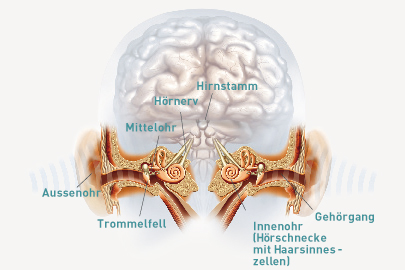 Hirnstamm
Hörnerv
Mittelohr
Aussenohr
Trommelfell
Gehörgang
Innenohr
(Hörschnecke
mit Haarsinnes-
zellen)